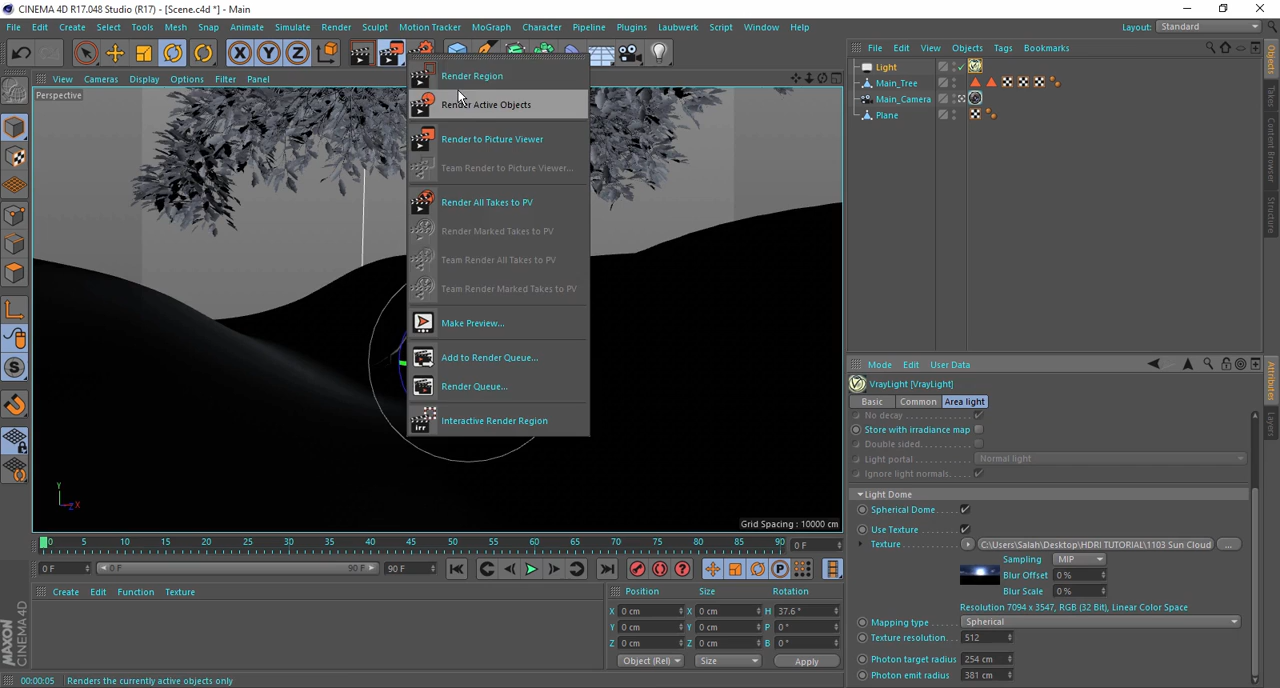 CINEMA 4D R17.048 Studio (R17) - [Scene.c4d *] - Main
File Edit Create Select Tools Mesh Snap Animate Simulate Render Sculpt Motion Tracker MoGraph Character Pipeline Plugins Laubwerk Script Window Help
Layout: Standard
X Y Z
File Edit View Objects Tags Bookmarks
View Cameras Display Options Filter Panel
Perspective
Light
Main_Tree
Main_Camera
Plane
Render Region
Render Active Objects
Render to Picture Viewer
Team Render to Picture Viewer...
Render All Takes to PV
Render Marked Takes to PV
Team Render All Takes to PV
Team Render Marked Takes to PV
Make Preview...
Add to Render Queue...
Render Queue...
Interactive Render Region
Objects
Takes
Content Browser
Structure
Attributes
Layers
Mode Edit User Data
VrayLight [VrayLight]
Basic Common Area light
No decay
Store with irradiance map
Double sided
Light portal Normal light
Ignore light normals
Light Dome
Spherical Dome
Use Texture
Texture C:\Users\Salah\Desktop\HDRI TUTORIAL\1103 Sun Cloud ...
Sampling MIP
Blur Offset 0 %
Blur Scale 0 %
Resolution 7094 x 3547, RGB (32 Bit), Linear Color Space
Mapping type Spherical
Texture resolution 512
Photon target radius 254 cm
Photon emit radius 381 cm
Y
Z X
Grid Spacing : 10000 cm
0 5 10 15 20 25 30 35 40 45 50 55 60 65 70 75 80 85 90 0 F
0 F 0 F 90 F 90 F
Create Edit Function Texture
Position Size Rotation
X 0 cm X 0 cm H 37.6 °
Y 0 cm Y 0 cm P 0 °
Z 0 cm Z 0 cm B 0 °
Object (Rel) Size Apply
MAXON
CINEMA 4D
00:00:05 Renders the currently active objects only